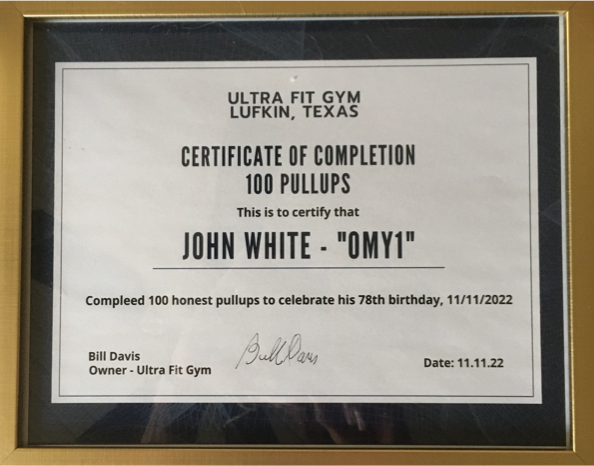 ULTRA FIT GYM
LUFKIN, TEXAS
CERTIFICATE OF COMPLETION
100 PULLUPS
This is to certify that
JOHN WHITE - "OMY1"
Compleed 100 honest pullups to celebrate his 78th birthday, 11/11/2022
Bill Davis
Bill Davis
Owner - Ultra Fit Gym
Date: 11.11.22